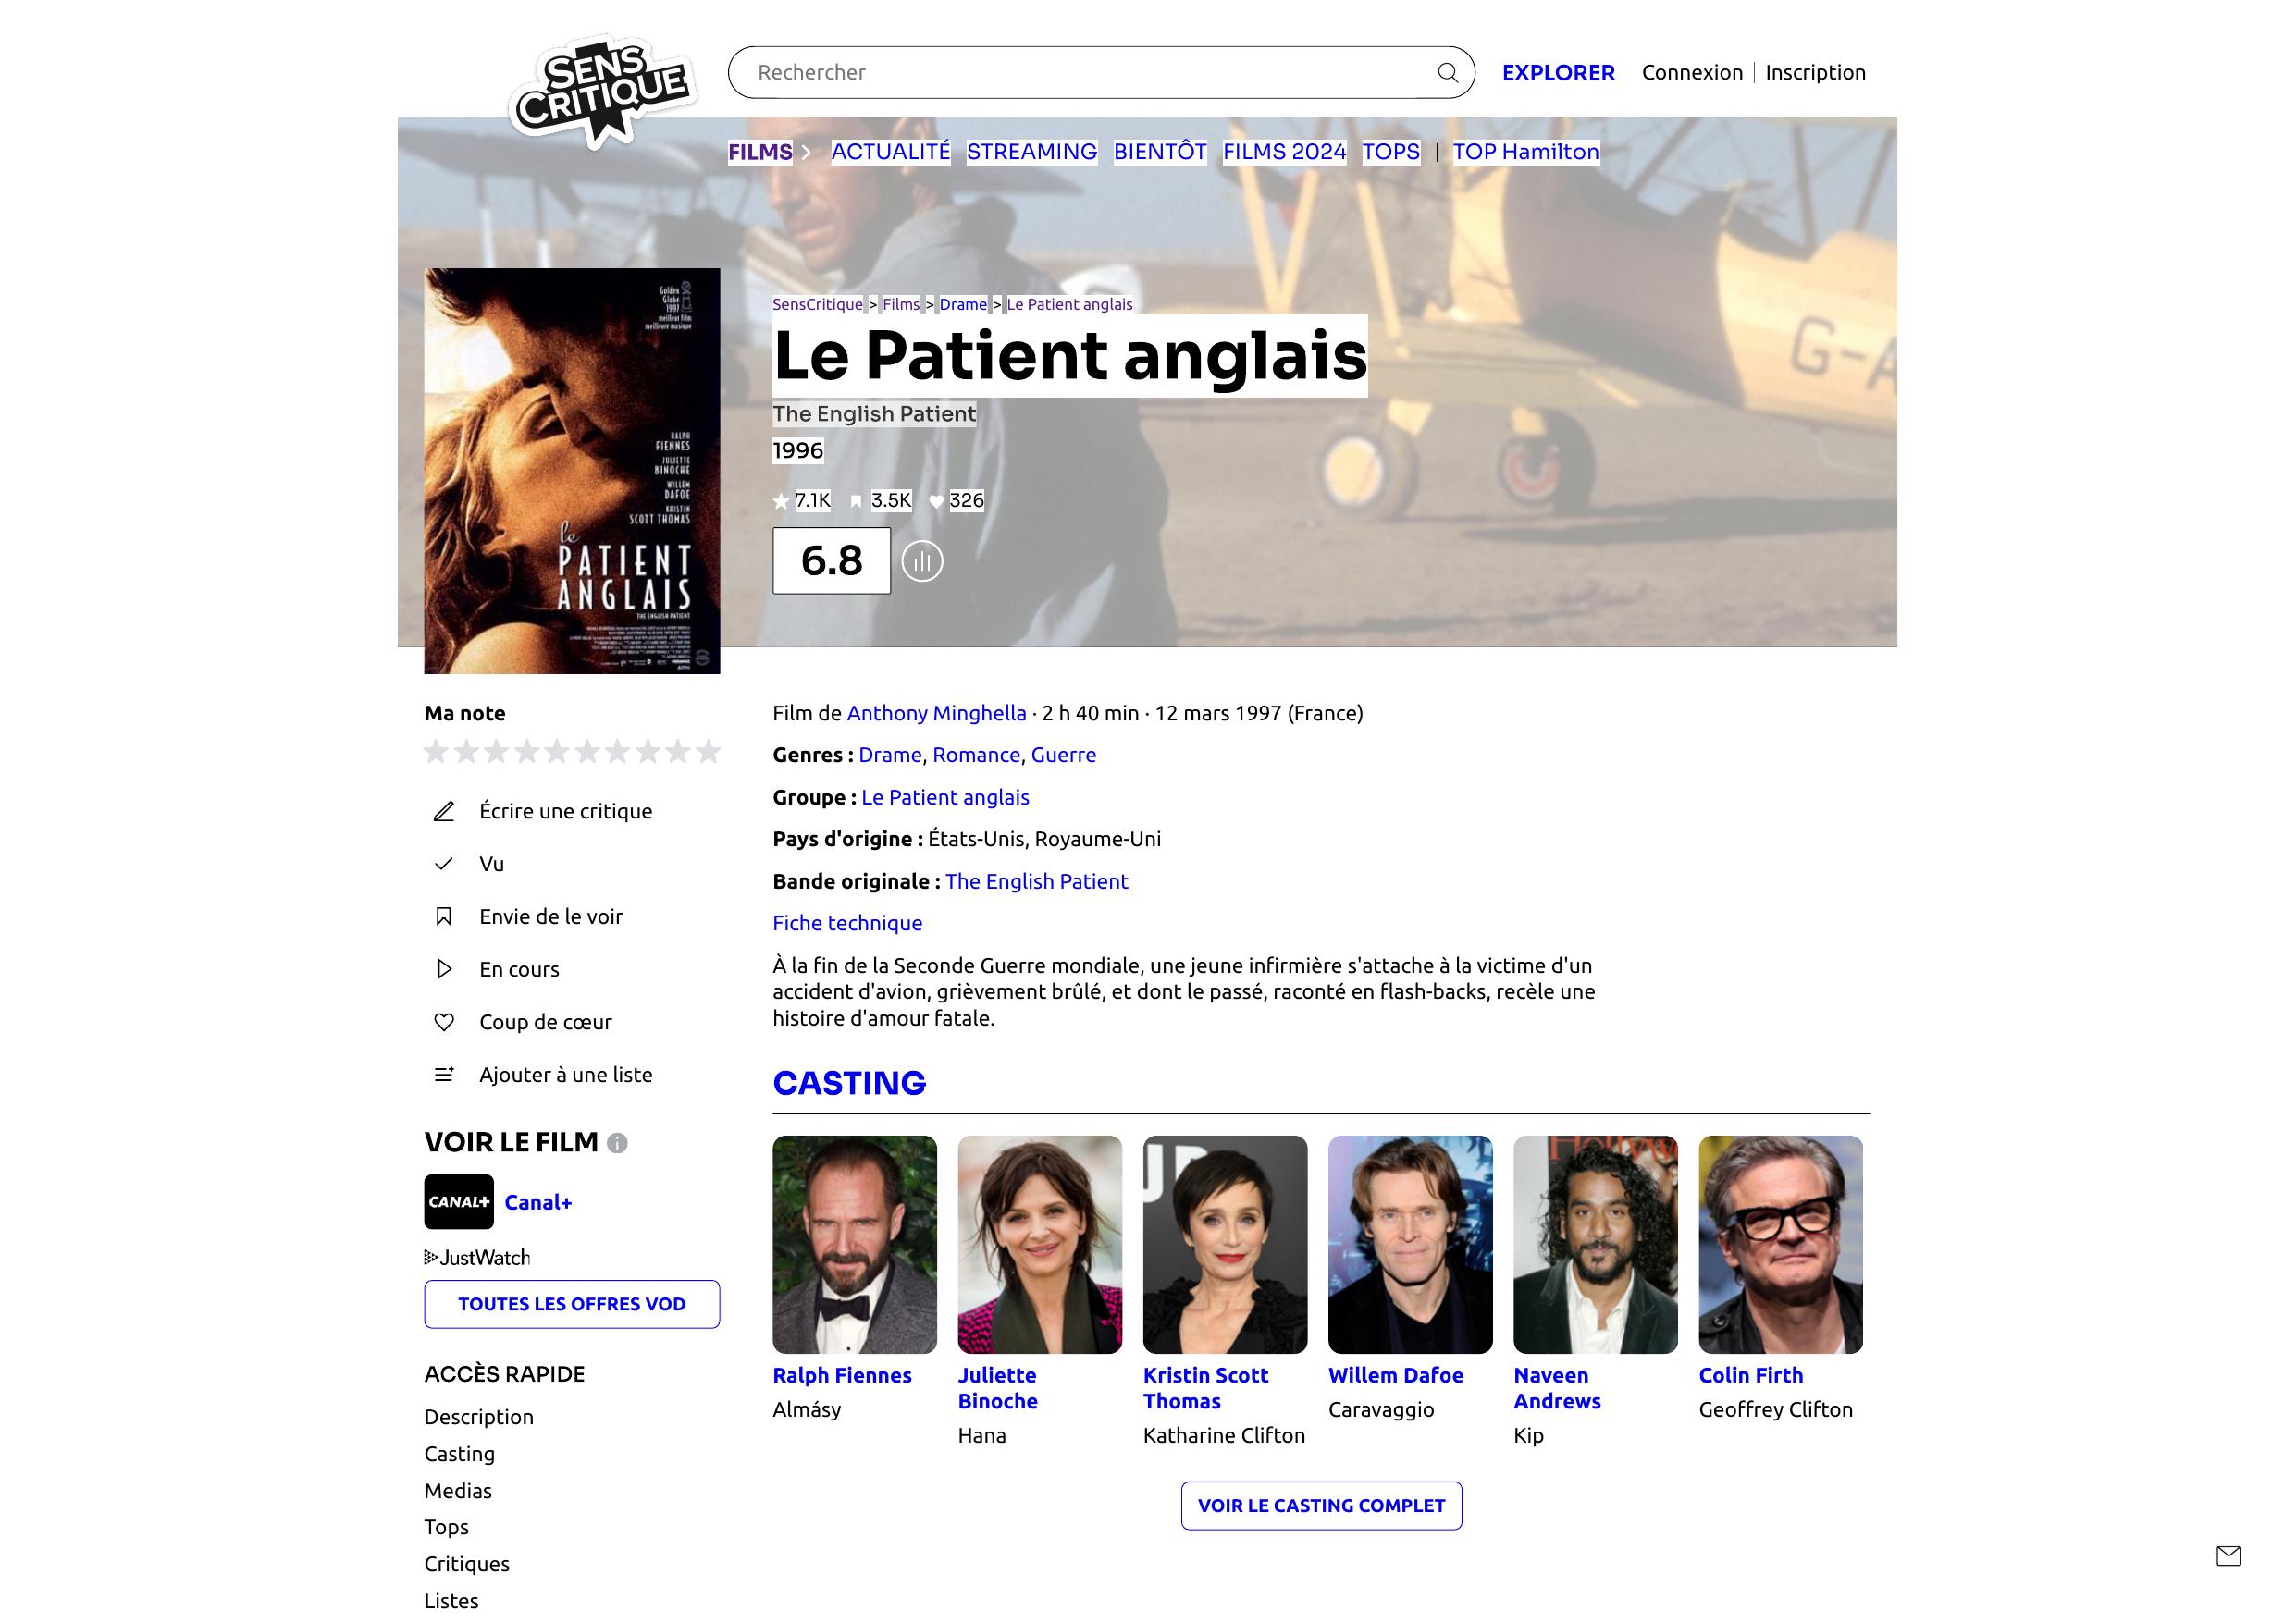 SENS
CRITIQUE
Rechercher
EXPLORER
Connexion | Inscription
FILMS
ACTUALITÉ
STREAMING
BIENTÔT
FILMS 2024
TOPS
|
TOP Hamilton
SensCritique > Films > Drame > Le Patient anglais
Le Patient anglais
The English Patient
1996
7.1K
3.5K
326
6.8
G-A
Golden
Globe
1997
meilleur film
meilleure musique
RALPH
FIENNES
JULIETTE
BINOCHE
WILLEM
DAFOE
KRISTIN
SCOTT THOMAS
le
PATIENT
ANGLAIS
THE ENGLISH PATIENT
Ma note
Écrire une critique
Vu
Envie de le voir
En cours
Coup de cœur
Ajouter à une liste
VOIR LE FILM
CANAL+
Canal+
JustWatch
TOUTES LES OFFRES VOD
ACCÈS RAPIDE
Description
Casting
Medias
Tops
Critiques
Listes
Film de Anthony Minghella · 2 h 40 min · 12 mars 1997 (France)
Genres : Drame, Romance, Guerre
Groupe : Le Patient anglais
Pays d'origine : États-Unis, Royaume-Uni
Bande originale : The English Patient
Fiche technique
À la fin de la Seconde Guerre mondiale, une jeune infirmière s'attache à la victime d'un
accident d'avion, grièvement brûlé, et dont le passé, raconté en flash-backs, recèle une
histoire d'amour fatale.
CASTING
Ralph Fiennes
Almásy
Juliette
Binoche
Hana
Kristin Scott
Thomas
Katharine Clifton
Willem Dafoe
Caravaggio
Naveen
Andrews
Kip
Colin Firth
Geoffrey Clifton
VOIR LE CASTING COMPLET